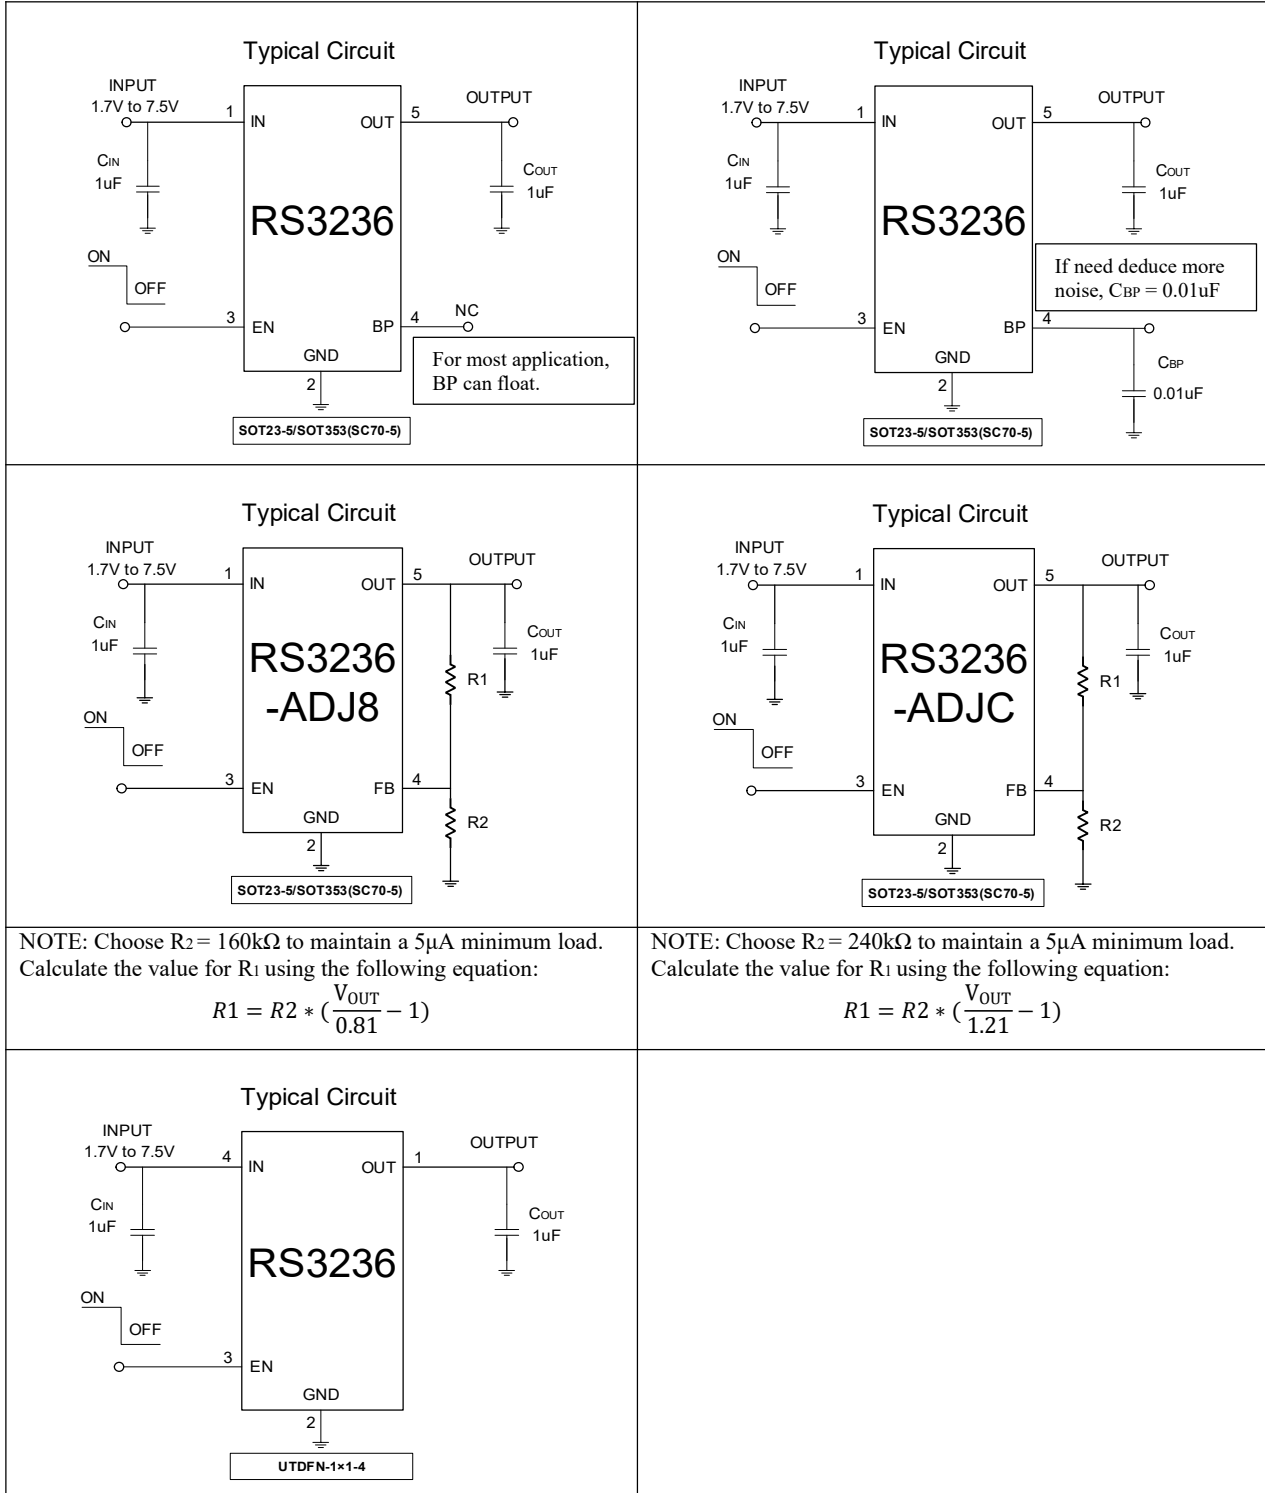 Typical Circuit
INPUT
1.7V to 7.5V
1
IN
OUT
5
OUTPUT
CIN
1uF
COUT
1uF
RS3236
ON
OFF
3
EN
BP
4
NC
GND
2
For most application,
BP can float.
SOT23-5/SOT353(SC70-5)
Typical Circuit
INPUT
1.7V to 7.5V
1
IN
OUT
5
OUTPUT
CIN
1uF
COUT
1uF
RS3236
If need deduce more
noise, CBP = 0.01uF
ON
OFF
3
EN
BP
4
GND
2
CBP
0.01uF
SOT23-5/SOT353(SC70-5)
Typical Circuit
INPUT
1.7V to 7.5V
1
IN
OUT
5
OUTPUT
CIN
1uF
COUT
1uF
RS3236
-ADJ8
R1
ON
OFF
3
EN
FB
4
GND
2
R2
SOT23-5/SOT353(SC70-5)
Typical Circuit
INPUT
1.7V to 7.5V
1
IN
OUT
5
OUTPUT
CIN
1uF
COUT
1uF
RS3236
-ADJC
R1
ON
OFF
3
EN
FB
4
GND
2
R2
SOT23-5/SOT353(SC70-5)
NOTE: Choose R2 = 160kΩ to maintain a 5μA minimum load.
Calculate the value for R1 using the following equation:
R1 = R2 ∗ (VOUT/0.81 − 1)
NOTE: Choose R2 = 240kΩ to maintain a 5μA minimum load.
Calculate the value for R1 using the following equation:
R1 = R2 ∗ (VOUT/1.21 − 1)
Typical Circuit
INPUT
1.7V to 7.5V
4
IN
OUT
1
OUTPUT
CIN
1uF
COUT
1uF
RS3236
ON
OFF
3
EN
GND
2
UTDFN-1×1-4